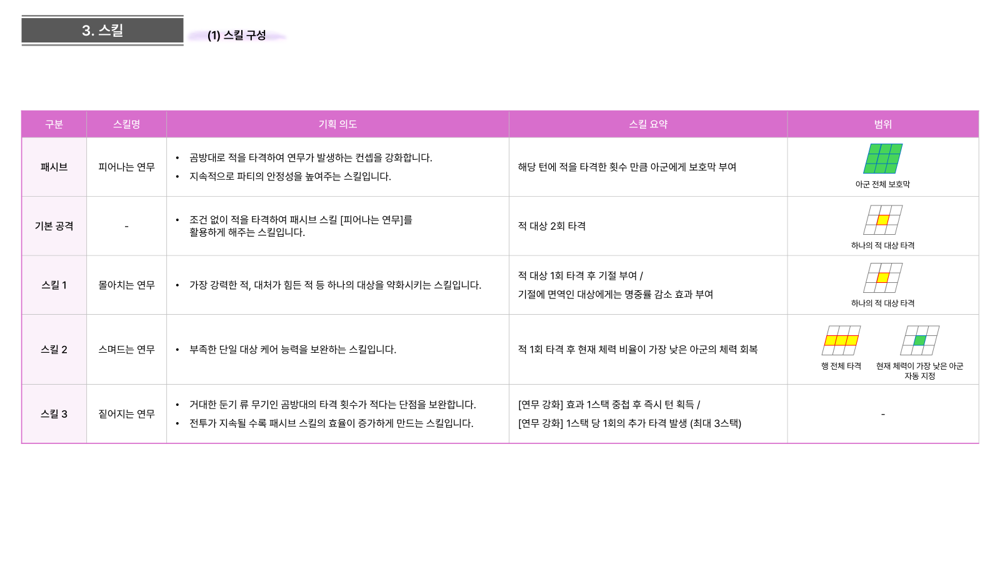 3. 스킬
(1) 스킬 구성
구분
스킬명
기획 의도
스킬 요약
범위
패시브
피어나는 연무
• 곰방대로 적을 타격하여 연무가 발생하는 컨셉을 강화합니다.
• 지속적으로 파티의 안정성을 높여주는 스킬입니다.
해당 턴에 적을 타격한 횟수 만큼 아군에게 보호막 부여
아군 전체 보호막
기본 공격
-
• 조건 없이 적을 타격하여 패시브 스킬 [피어나는 연무]를
활용하게 해주는 스킬입니다.
적 대상 2회 타격
하나의 적 대상 타격
스킬 1
몰아치는 연무
• 가장 강력한 적, 대처가 힘든 적 등 하나의 대상을 약화시키는 스킬입니다.
적 대상 1회 타격 후 기절 부여 /
기절에 면역인 대상에게는 명중률 감소 효과 부여
하나의 적 대상 타격
스킬 2
스며드는 연무
• 부족한 단일 대상 케어 능력을 보완하는 스킬입니다.
적 1회 타격 후 현재 체력 비율이 가장 낮은 아군의 체력 회복
행 전체 타격
현재 체력이 가장 낮은 아군
자동 지정
스킬 3
짙어지는 연무
• 거대한 둔기 류 무기인 곰방대의 타격 횟수가 적다는 단점을 보완합니다.
• 전투가 지속될 수록 패시브 스킬의 효율이 증가하게 만드는 스킬입니다.
[연무 강화] 효과 1스택 중첩 후 즉시 턴 획득 /
[연무 강화] 1스택 당 1회의 추가 타격 발생 (최대 3스택)
-